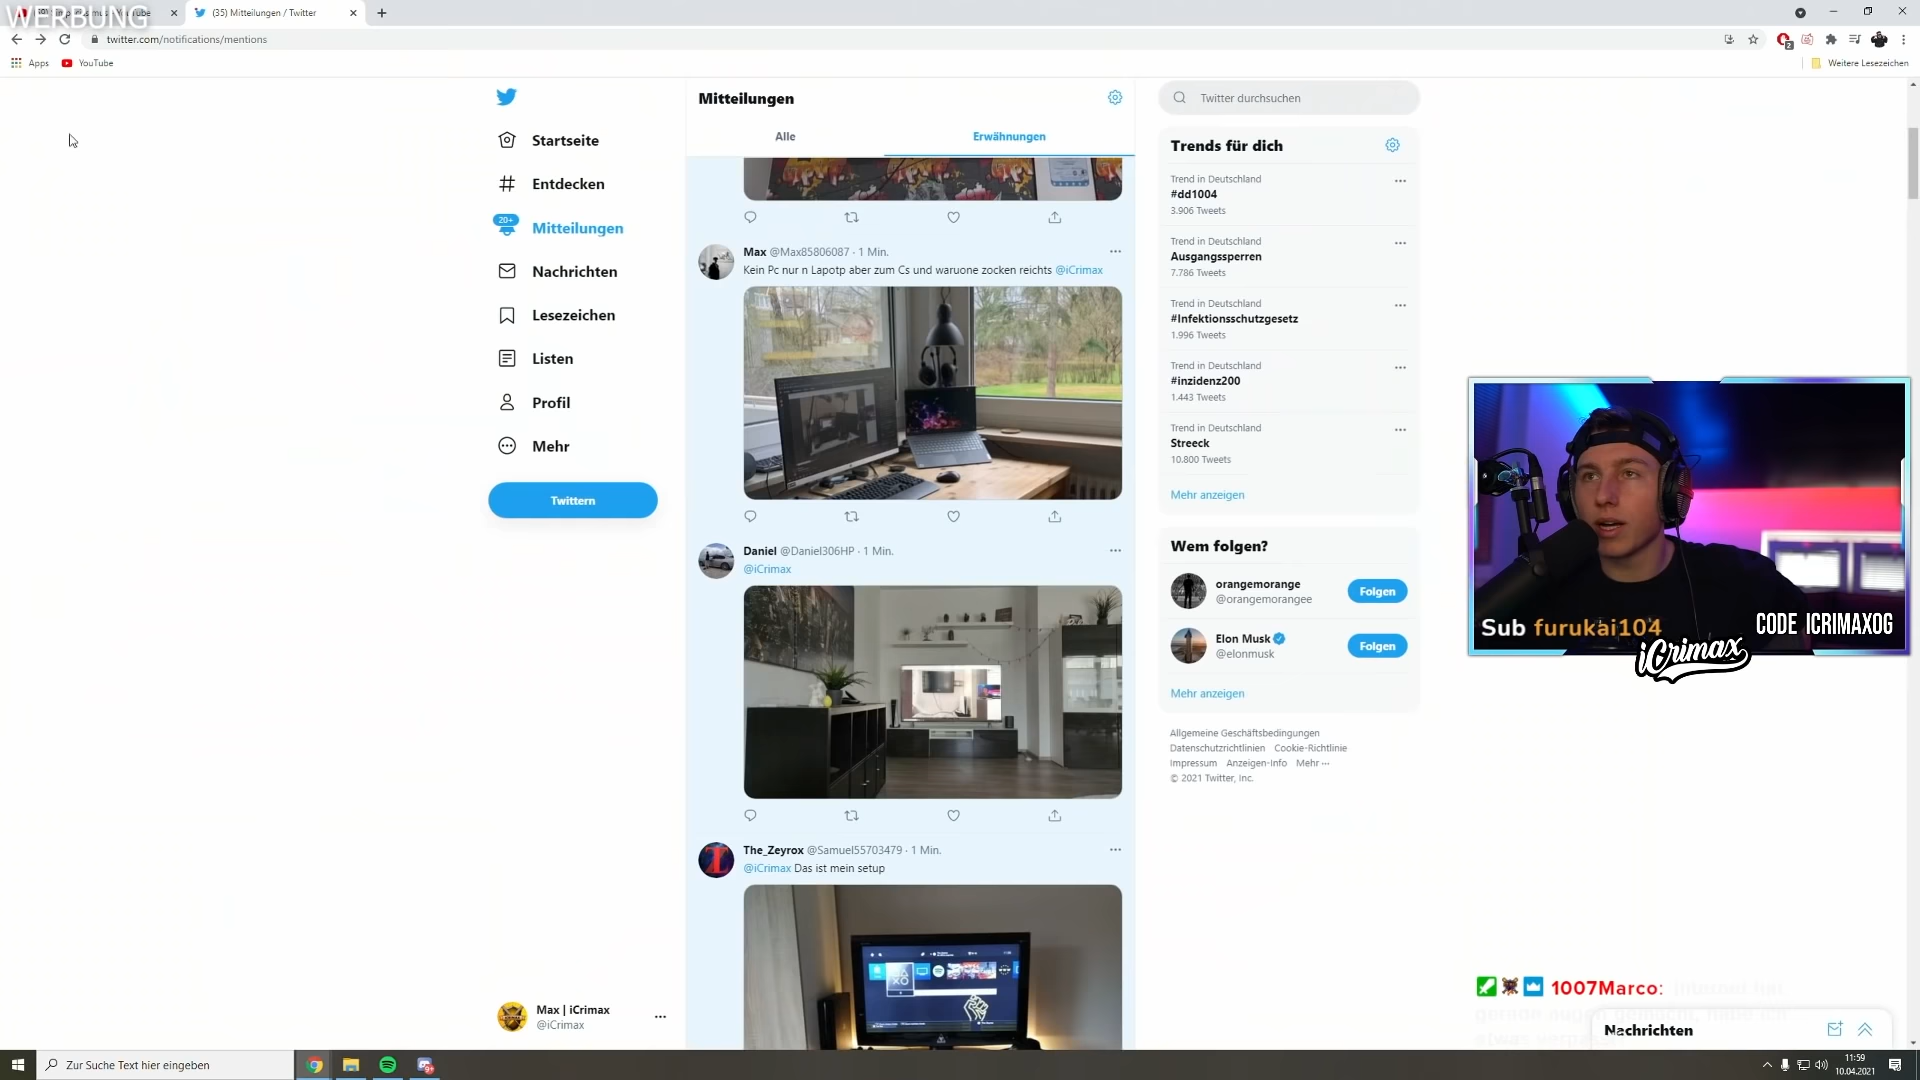 WERBUNG
(35) Mitteilungen / Twitter
twitter.com/notifications/mentions
Apps
YouTube
Weitere Lesezeichen
Startseite
Entdecken
20+
Mitteilungen
Nachrichten
Lesezeichen
Listen
Profil
Mehr
Twittern
Max | iCrimax
@iCrimax
Mitteilungen
Alle
Erwähnungen
Max @Max85806087 · 1 Min.
Kein Pc nur n Lapotp aber zum Cs und waruone zocken reichts @iCrimax
Daniel @Daniel306HP · 1 Min.
@iCrimax
The_Zeyrox @Samuel55703479 · 1 Min.
@iCrimax Das ist mein setup
Twitter durchsuchen
Trends für dich
Trend in Deutschland
#dd1004
3.906 Tweets
Trend in Deutschland
Ausgangssperren
7.786 Tweets
Trend in Deutschland
#Infektionsschutzgesetz
1.996 Tweets
Trend in Deutschland
#inzidenz200
1.443 Tweets
Trend in Deutschland
Streeck
10.800 Tweets
Mehr anzeigen
Wem folgen?
orangemorange
@orangemorangee
Folgen
Elon Musk
@elonmusk
Folgen
Mehr anzeigen
Allgemeine Geschäftsbedingungen
Datenschutzrichtlinien Cookie-Richtlinie
Impressum Anzeigen-Info Mehr ···
© 2021 Twitter, Inc.
Sub furukai104
CODE ICRIMAXOG
iCrimax
1007Marco:
Nachrichten
Zur Suche Text hier eingeben
11:59
10.04.2021